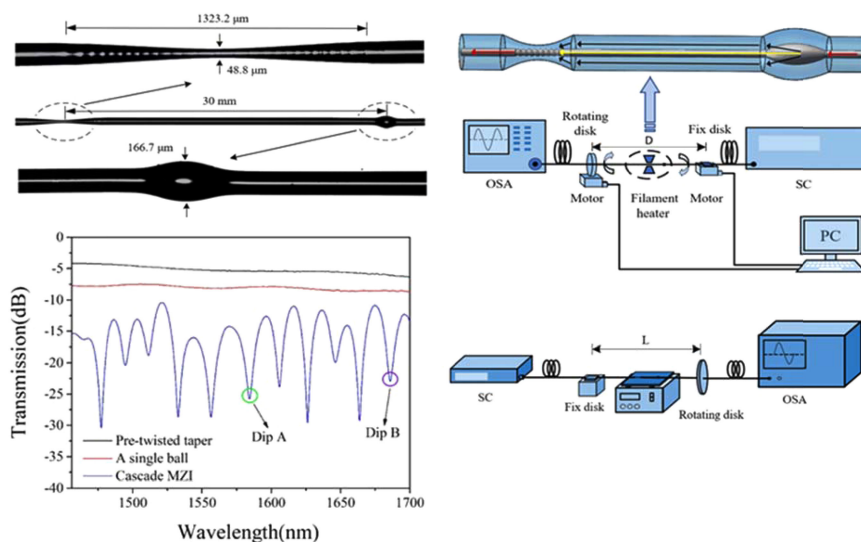 1323.2 μm
48.8 μm
30 mm
166.7 μm
Rotating
disk
D
Fix disk
OSA
SC
Motor
Filament
heater
Motor
PC
Transmission(dB)
0
-5
-10
-15
-20
-25
-30
-35
-40
Dip A
Dip B
Pre-twisted taper
A single ball
Cascade MZI
1500
1550
1600
1650
1700
Wavelength(nm)
L
SC
Fix disk
Rotating disk
OSA